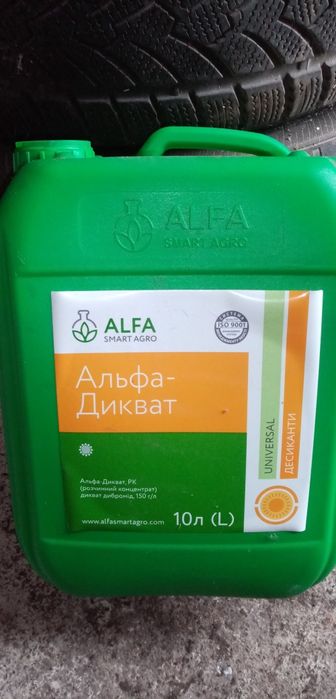 ALFA
SMART AGRO
ALFA
SMART AGRO
ISO 9001
Альфа-
Дикват
UNIVERSAL
ДЕСИКАНТИ
Альфа-Дикват, РК
(розчинний концентрат)
дикват дибромід, 150 г/л
www.alfasmartagro.com
10л (L)